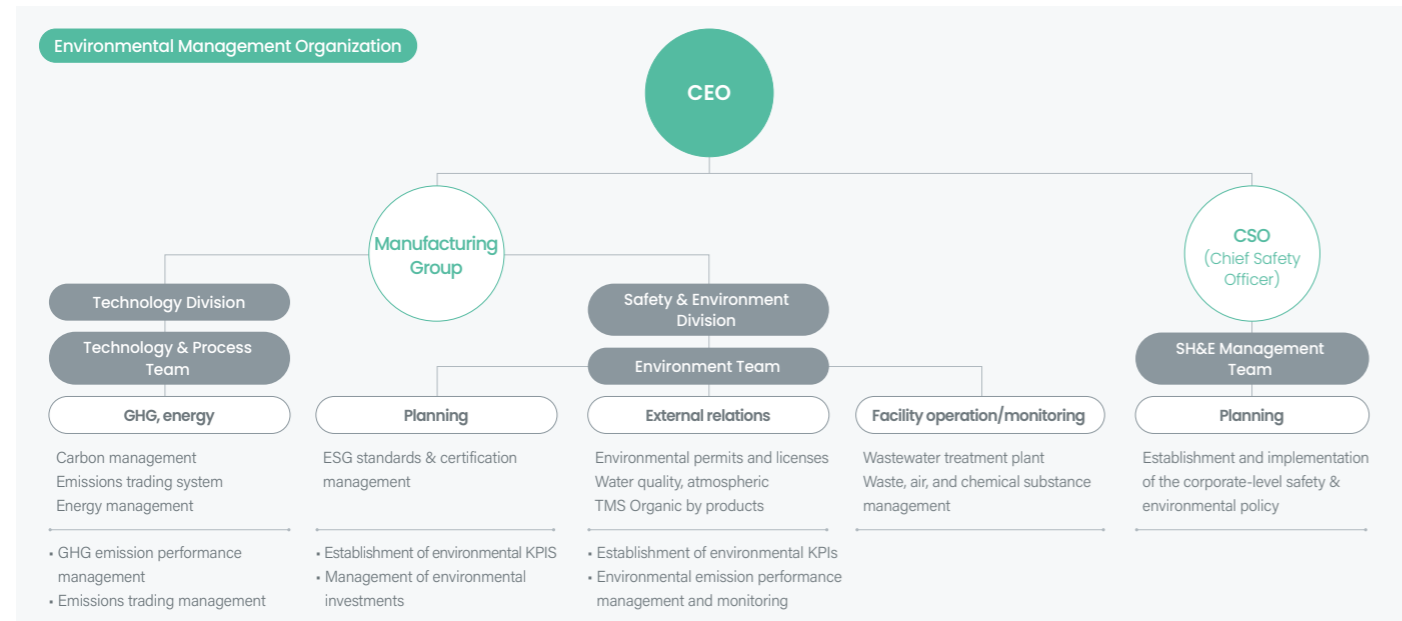 Environmental Management Organization
CEO
Manufacturing
Group
CSO
(Chief Safety
Officer)
Technology Division
Technology & Process
Team
Safety & Environment
Division
Environment Team
SH&E Management
Team
GHG, energy
Carbon management
Emissions trading system
Energy management
• GHG emission performance
management
• Emissions trading management
Planning
ESG standards & certification
management
• Establishment of environmental KPIS
• Management of environmental
investments
External relations
Environmental permits and licenses
Water quality, atmospheric
TMS Organic by products
• Establishment of environmental KPIs
• Environmental emission performance
management and monitoring
Facility operation/monitoring
Wastewater treatment plant
Waste, air, and chemical substance
management
Planning
Establishment and implementation
of the corporate-level safety &
environmental policy